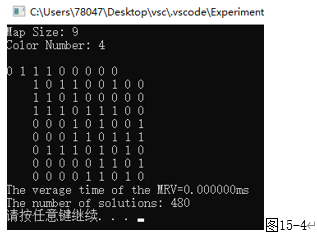 C:\Users\78047\Desktop\vsc\.vscode\Experiment
Map Size: 9
Color Number: 4
0 1 1 1 0 0 0 0 0
1 0 1 1 0 0 1 0 0
1 1 0 1 1 1 0 0 0
1 1 1 0 1 1 1 0 0
0 0 0 1 0 1 0 0 1
0 0 0 1 1 0 1 1 1
0 1 0 1 0 1 0 1 0
0 0 0 0 0 1 1 0 1
0 0 0 0 1 1 0 1 0
The verage time of the MRV=0.000000ms
The number of solutions: 480
请按任意键继续. . .
图15-4